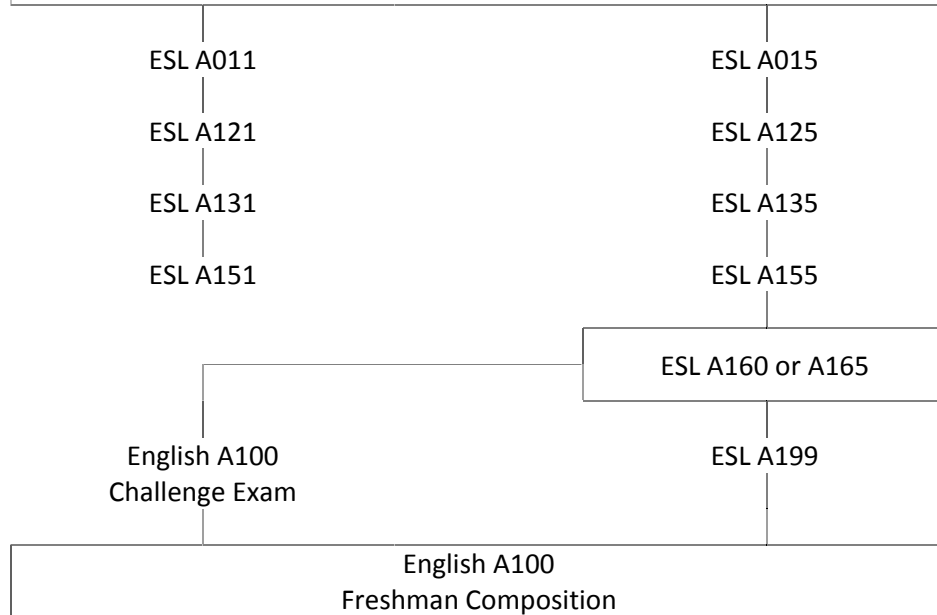 ESL A011
ESL A015
ESL A121
ESL A125
ESL A131
ESL A135
ESL A151
ESL A155
ESL A160 or A165
English A100
Challenge Exam
ESL A199
English A100
Freshman Composition